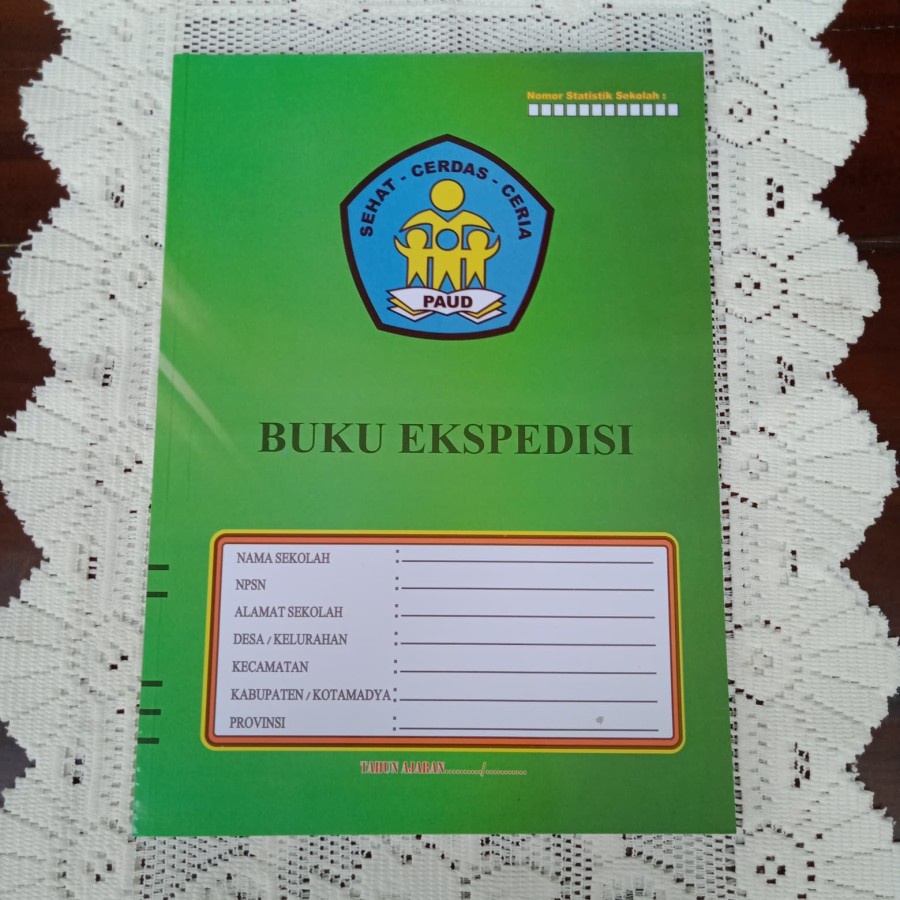 Nomor Statistik Sekolah :
SEHAT - CERDAS - CERIA
PAUD
BUKU EKSPEDISI
NAMA SEKOLAH :
NPSN :
ALAMAT SEKOLAH :
DESA / KELURAHAN :
KECAMATAN :
KABUPATEN / KOTAMADYA :
PROVINSI :
TAHUN AJARAN.........../............